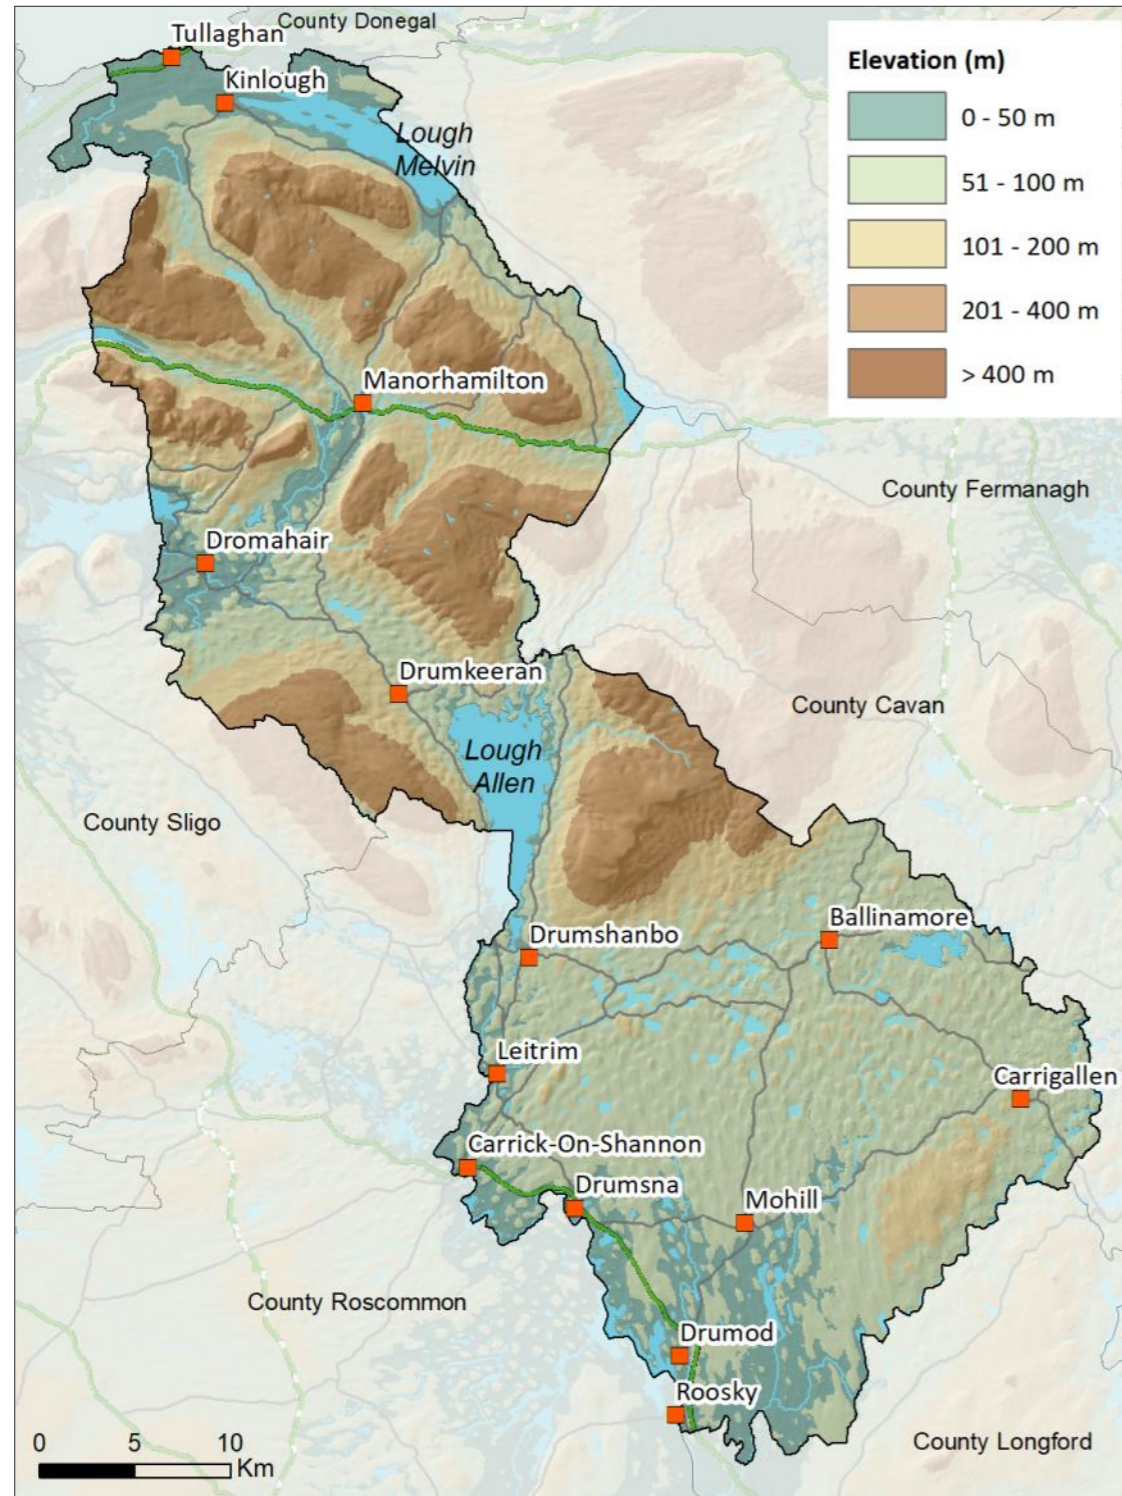 County Donegal
Tullaghan
Kinlough
Lough
Melvin
Elevation (m)
0 - 50 m
51 - 100 m
101 - 200 m
201 - 400 m
> 400 m
Manorhamilton
County Fermanagh
Dromahair
Drumkeeran
County Cavan
Lough
Allen
County Sligo
Ballinamore
Drumshanbo
Leitrim
Carrigallen
Carrick-On-Shannon
Drumsna
Mohill
County Roscommon
Drumod
Roosky
County Longford
0 5 10
Km